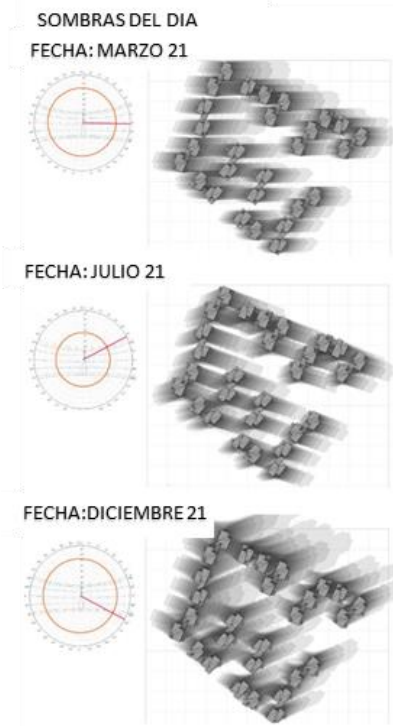 SOMBRAS DEL DIA
FECHA: MARZO 21
FECHA: JULIO 21
FECHA:DICIEMBRE 21